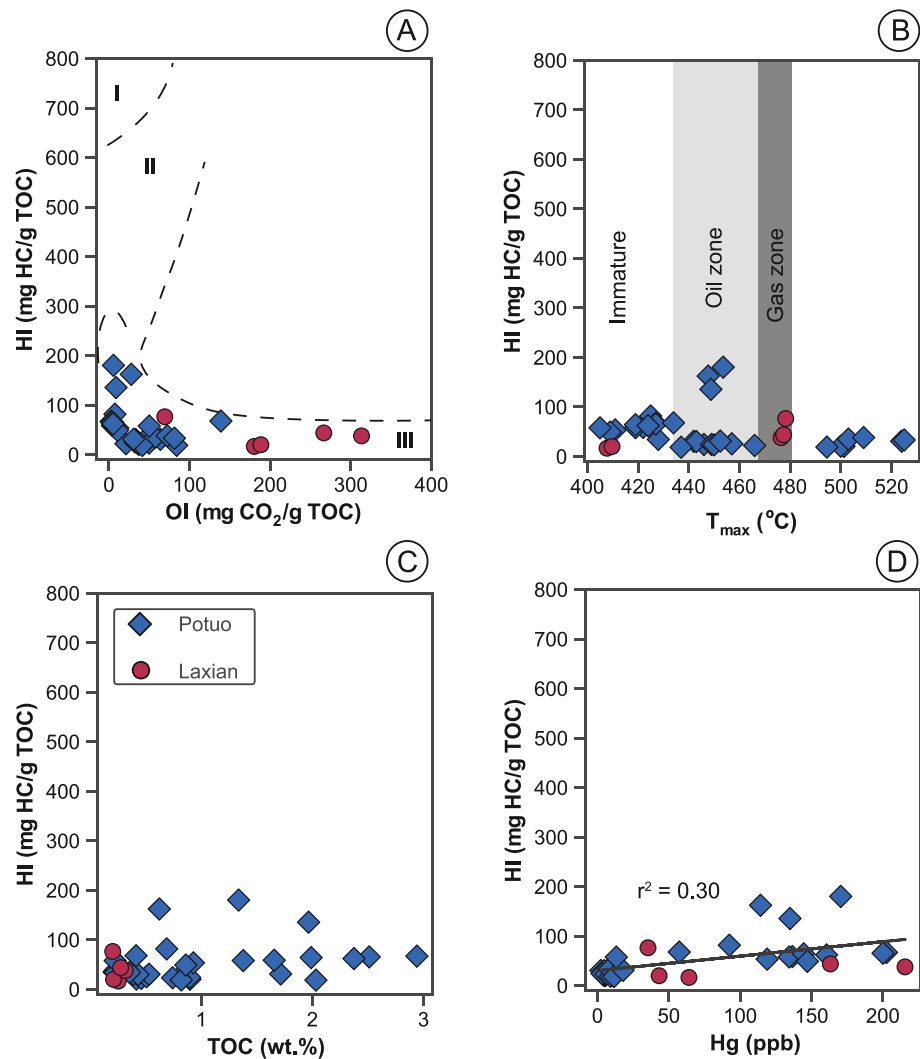 A
800
700
600
500
400
300
200
100
0
HI (mg HC/g TOC)
I
II
III
0
100
200
300
400
OI (mg CO₂/g TOC)
B
800
700
600
500
400
300
200
100
0
HI (mg HC/g TOC)
Immature
Oil zone
Gas zone
400
420
440
460
480
500
520
Tmax (°C)
C
800
700
600
500
400
300
200
100
0
HI (mg HC/g TOC)
Potuo
Laxian
1
2
3
TOC (wt.%)
D
800
700
600
500
400
300
200
100
0
HI (mg HC/g TOC)
r² = 0.30
0
50
100
150
200
Hg (ppb)